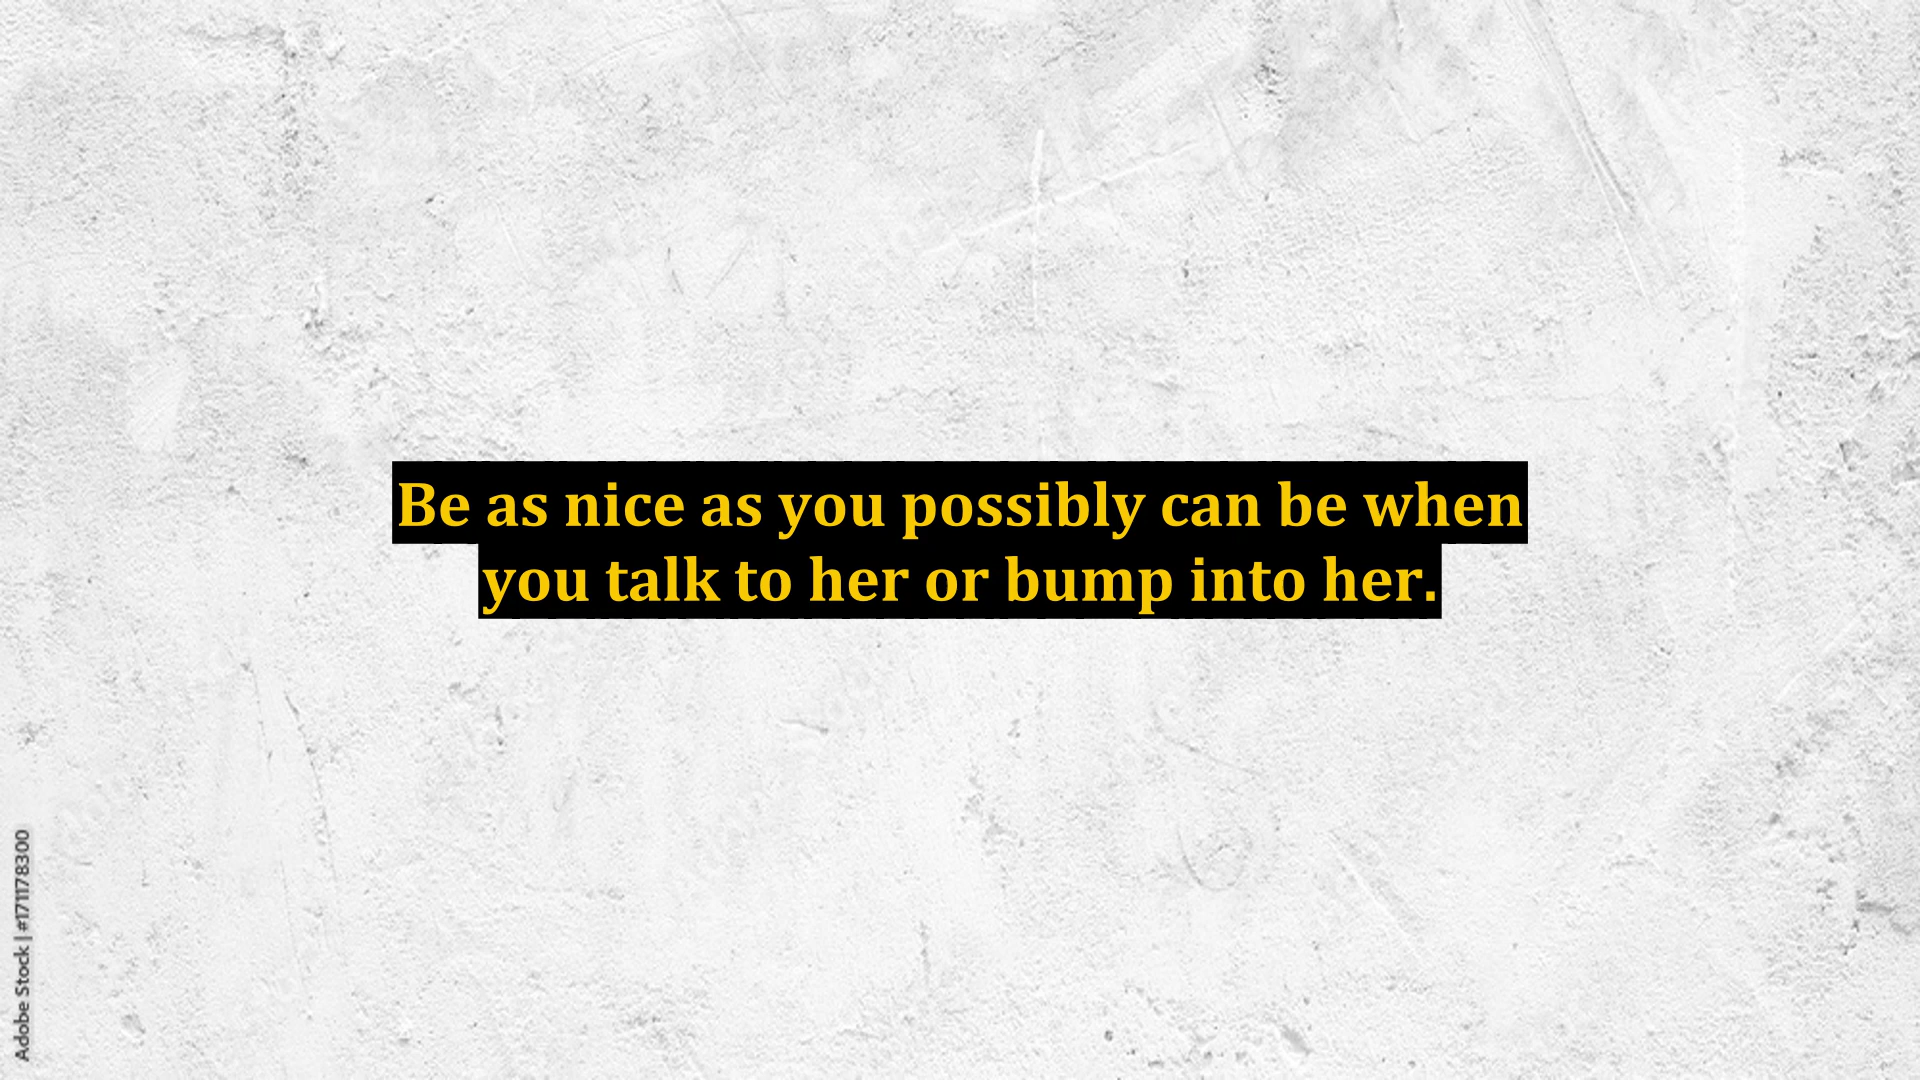 Be as nice as you possibly can be when
you talk to her or bump into her.
Adobe Stock | #1711178300